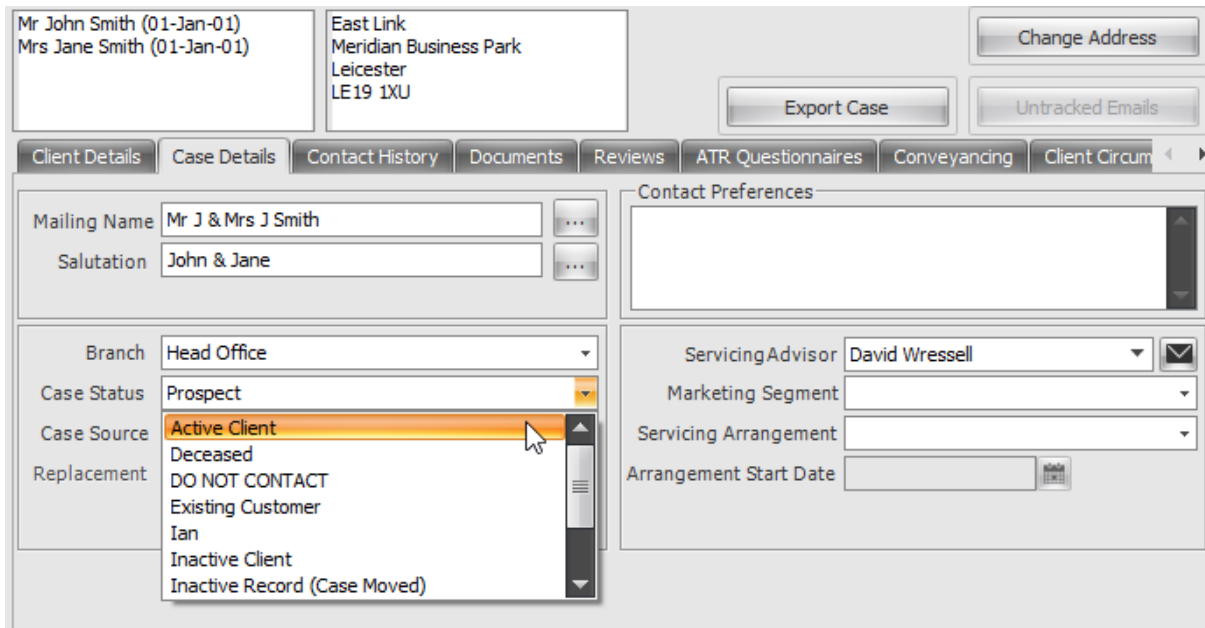 Mr John Smith (01-Jan-01)
Mrs Jane Smith (01-Jan-01)
East Link
Meridian Business Park
Leicester
LE19 1XU
Change Address
Export Case
Untracked Emails
Client Details
Case Details
Contact History
Documents
Reviews
ATR Questionnaires
Conveyancing
Client Circum
Mailing Name
Mr J & Mrs J Smith
...
Salutation
John & Jane
...
Contact Preferences
Branch
Head Office
Case Status
Prospect
Case Source
Replacement
Active Client
Deceased
DO NOT CONTACT
Existing Customer
Ian
Inactive Client
Inactive Record (Case Moved)
Servicing Advisor
David Wressell
Marketing Segment
Servicing Arrangement
Arrangement Start Date